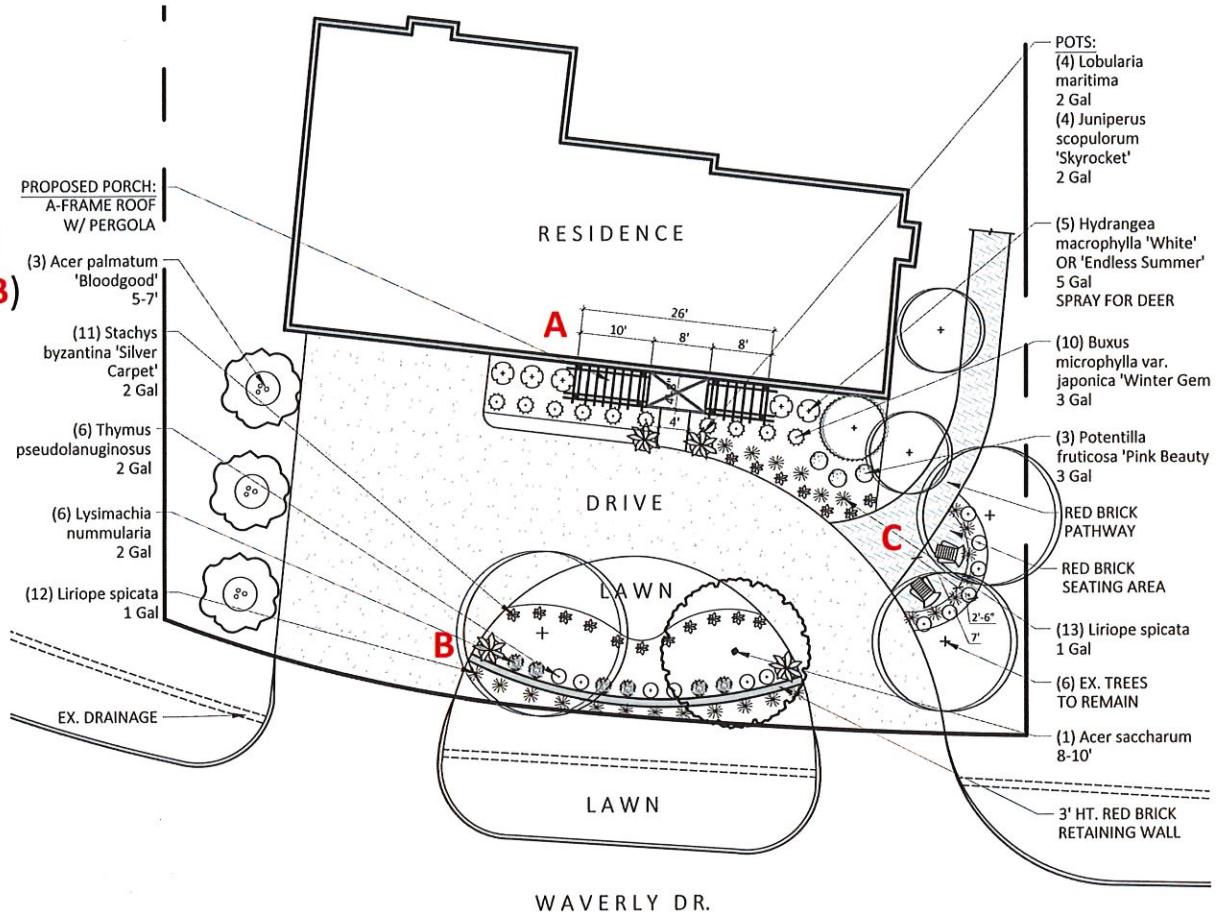 PROPOSED PORCH:
A-FRAME ROOF
W/ PERGOLA
(3) Acer palmatum
'Bloodgood'
5-7'
B)
(11) Stachys
byzantina 'Silver
Carpet'
2 Gal
(6) Thymus
pseudolanuginosus
2 Gal
(6) Lysimachia
nummularia
2 Gal
(12) Liriope spicata
1 Gal
EX. DRAINAGE
RESIDENCE
A
26'
10' 8' 8'
4'
DRIVE
C
LAWN
B
2'-6"
7'
LAWN
WAVERLY DR.
POTS:
(4) Lobularia
maritima
2 Gal
(4) Juniperus
scopulorum
'Skyrocket'
2 Gal
(5) Hydrangea
macrophylla 'White'
OR 'Endless Summer'
5 Gal
SPRAY FOR DEER
(10) Buxus
microphylla var.
japonica 'Winter Gem
3 Gal
(3) Potentilla
fruticosa 'Pink Beauty
3 Gal
RED BRICK
PATHWAY
RED BRICK
SEATING AREA
(13) Liriope spicata
1 Gal
(6) EX. TREES
TO REMAIN
(1) Acer saccharum
8-10'
3' HT. RED BRICK
RETAINING WALL